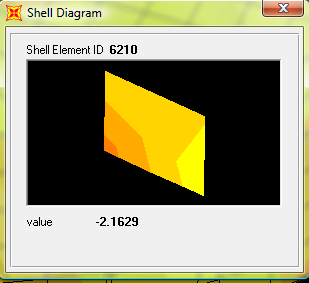 Shell Diagram
Shell Element ID 6210
value -2.1629